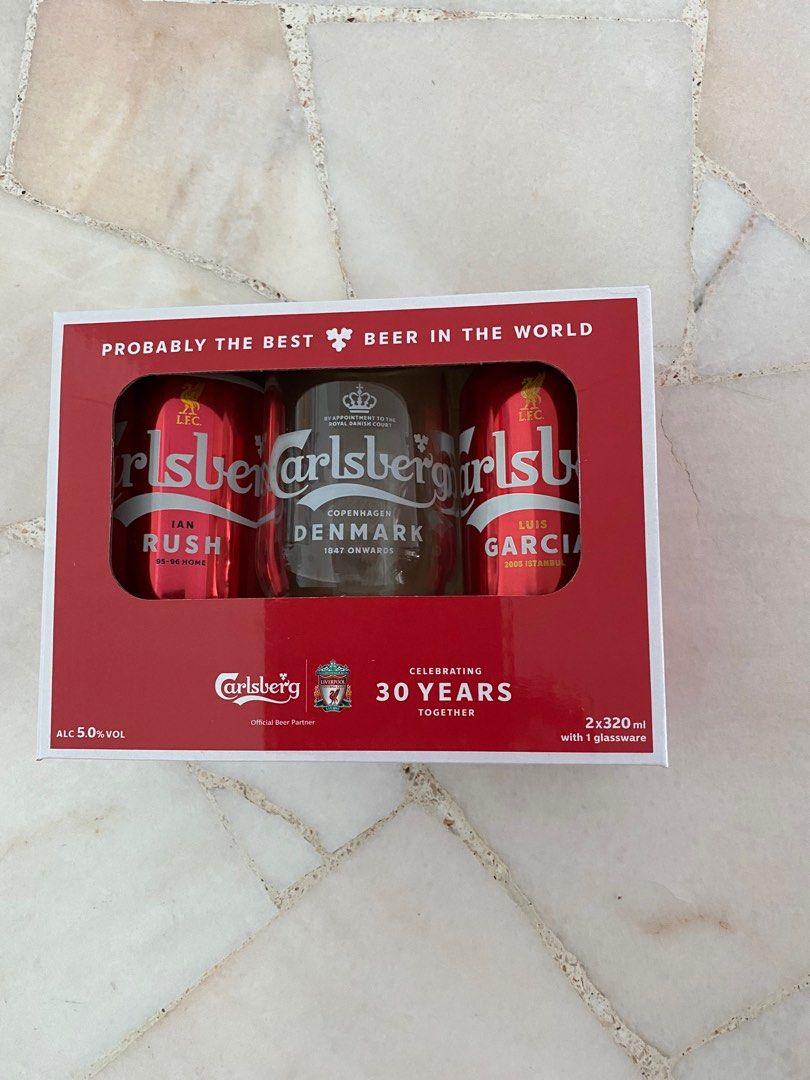 PROBABLY THE BEST BEER IN THE WORLD
L.F.C.
arlsber
IAN
RUSH
95-96 HOME
BY APPOINTMENT TO THE
ROYAL DANISH COURT
Carlsberg
COPENHAGEN
DENMARK
1847 ONWARDS
L.F.C.
arlsb
LUIS
GARCIA
2005 ISTANBUL
Carlsberg
Official Beer Partner
LIVERPOOL
CELEBRATING
30 YEARS
TOGETHER
ALC 5.0% VOL
2x320 ml
with 1 glassware